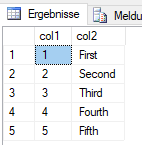 Ergebnisse Meldu
col1 col2
1 1 First
2 2 Second
3 3 Third
4 4 Fourth
5 5 Fifth